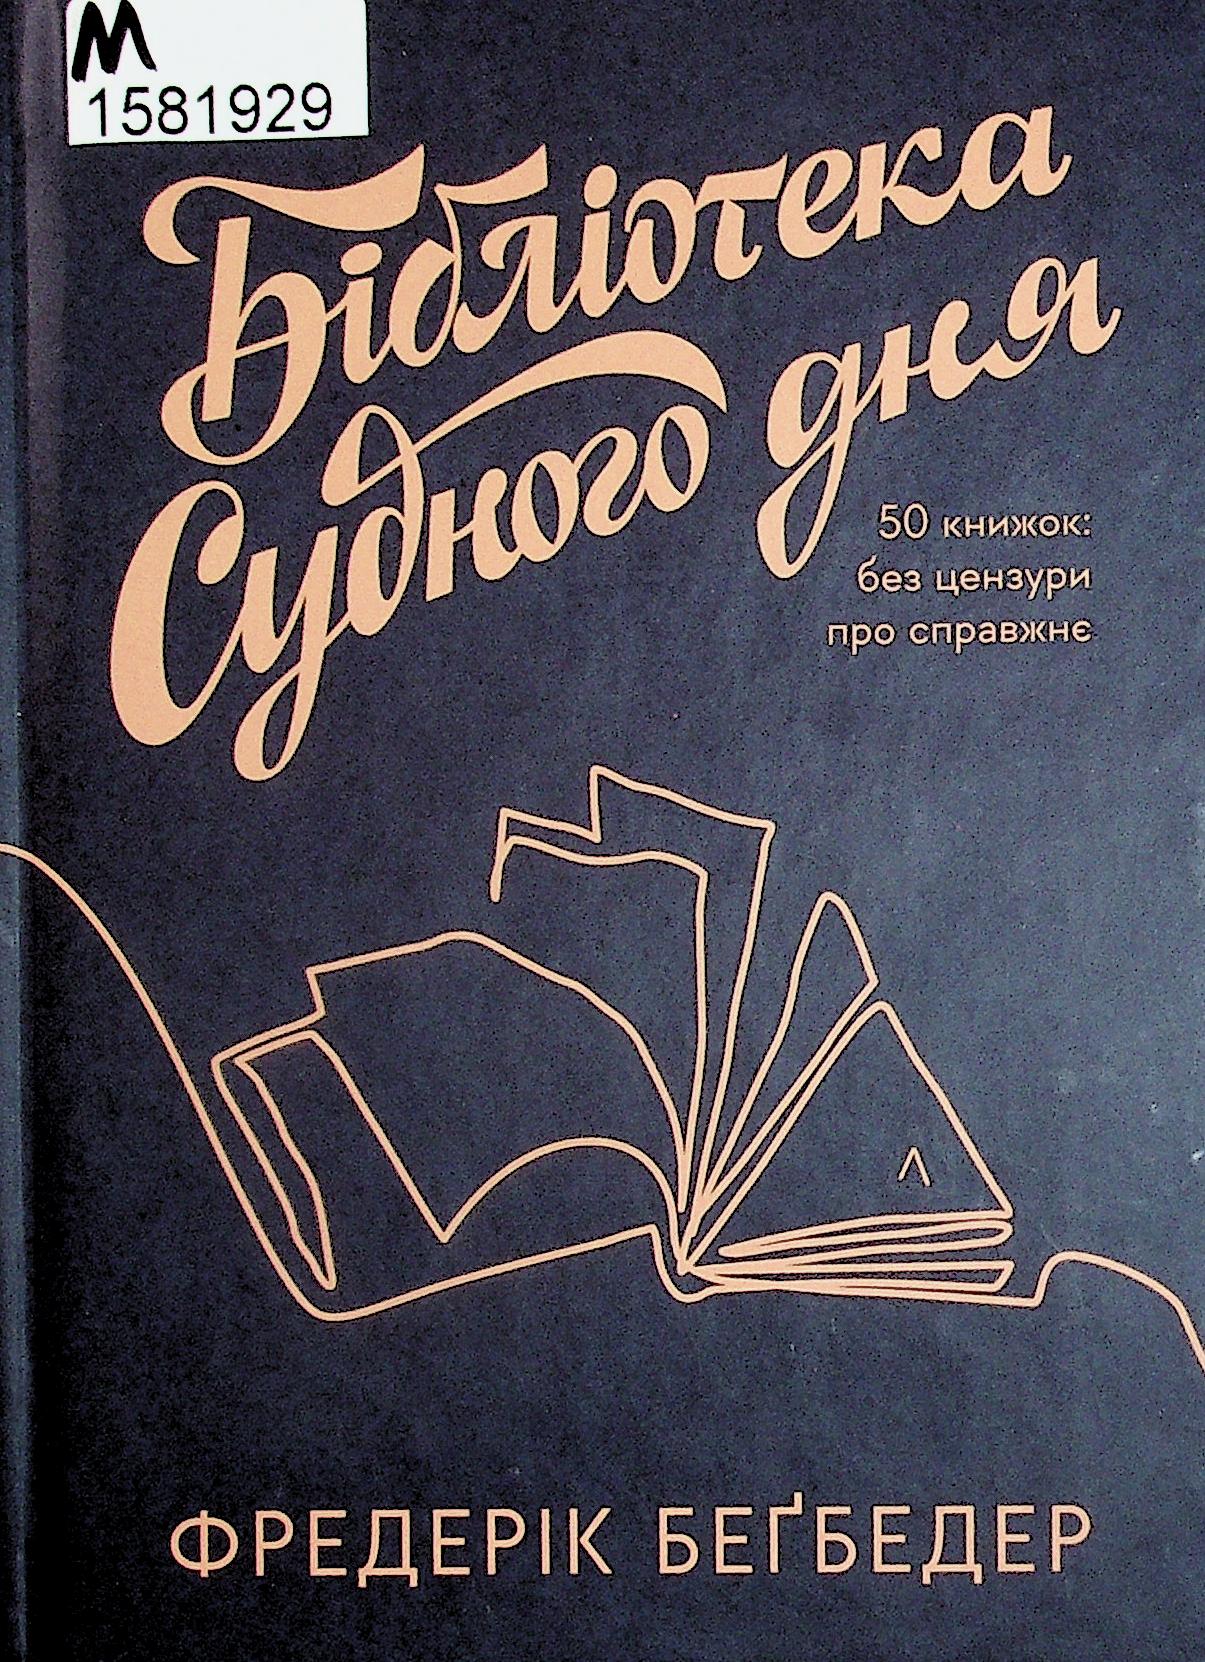 М
1581929
Бібліотека
Судного дня
50 книжок:
без цензури
про справжнє
ФРЕДЕРІК БЕҐБЕДЕР